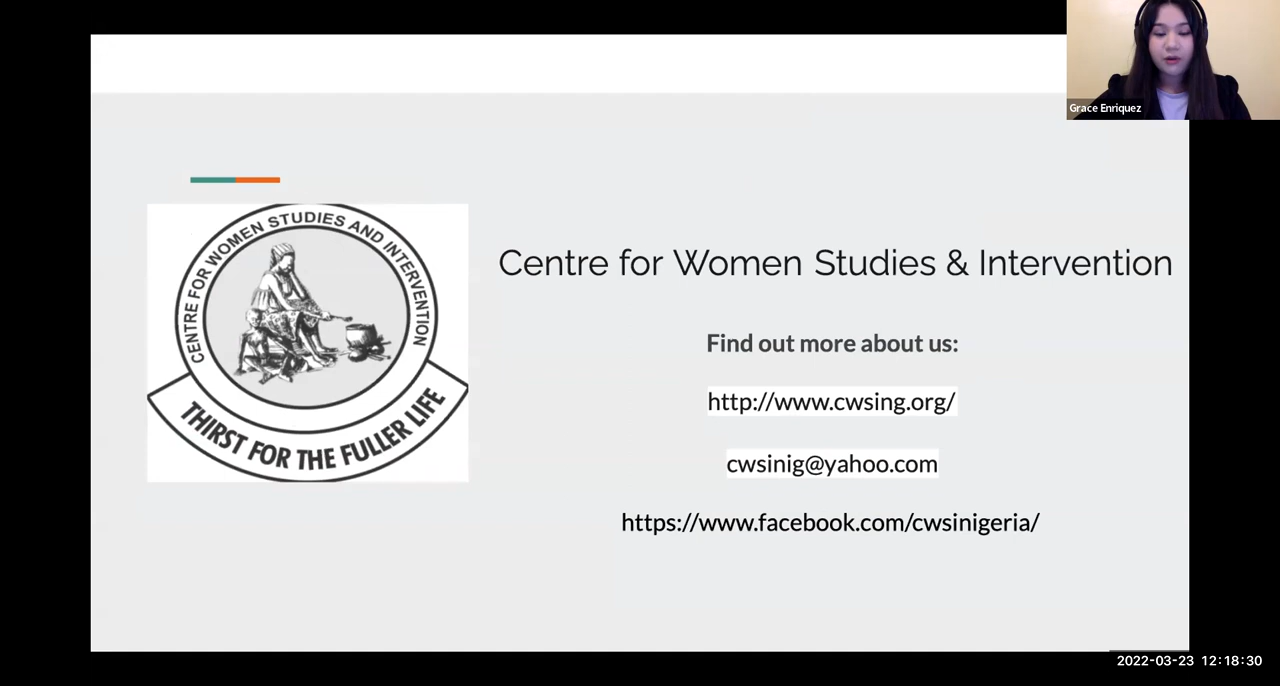 Grace Enriquez
CENTRE FOR WOMEN STUDIES AND INTERVENTION
THIRST FOR THE FULLER LIFE
Centre for Women Studies & Intervention
Find out more about us:
http://www.cwsing.org/
cwsinig@yahoo.com
https://www.facebook.com/cwsinigeria/
2022-03-23 12:18:30